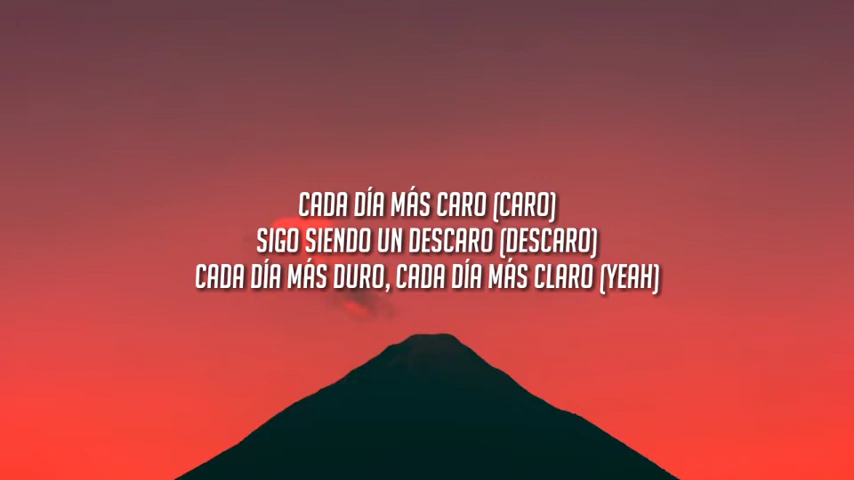 CADA DÍA MÁS CARO (CARO)
SIGO SIENDO UN DESCARO (DESCARO)
CADA DÍA MÁS DURO, CADA DÍA MÁS CLARO (YEAH)